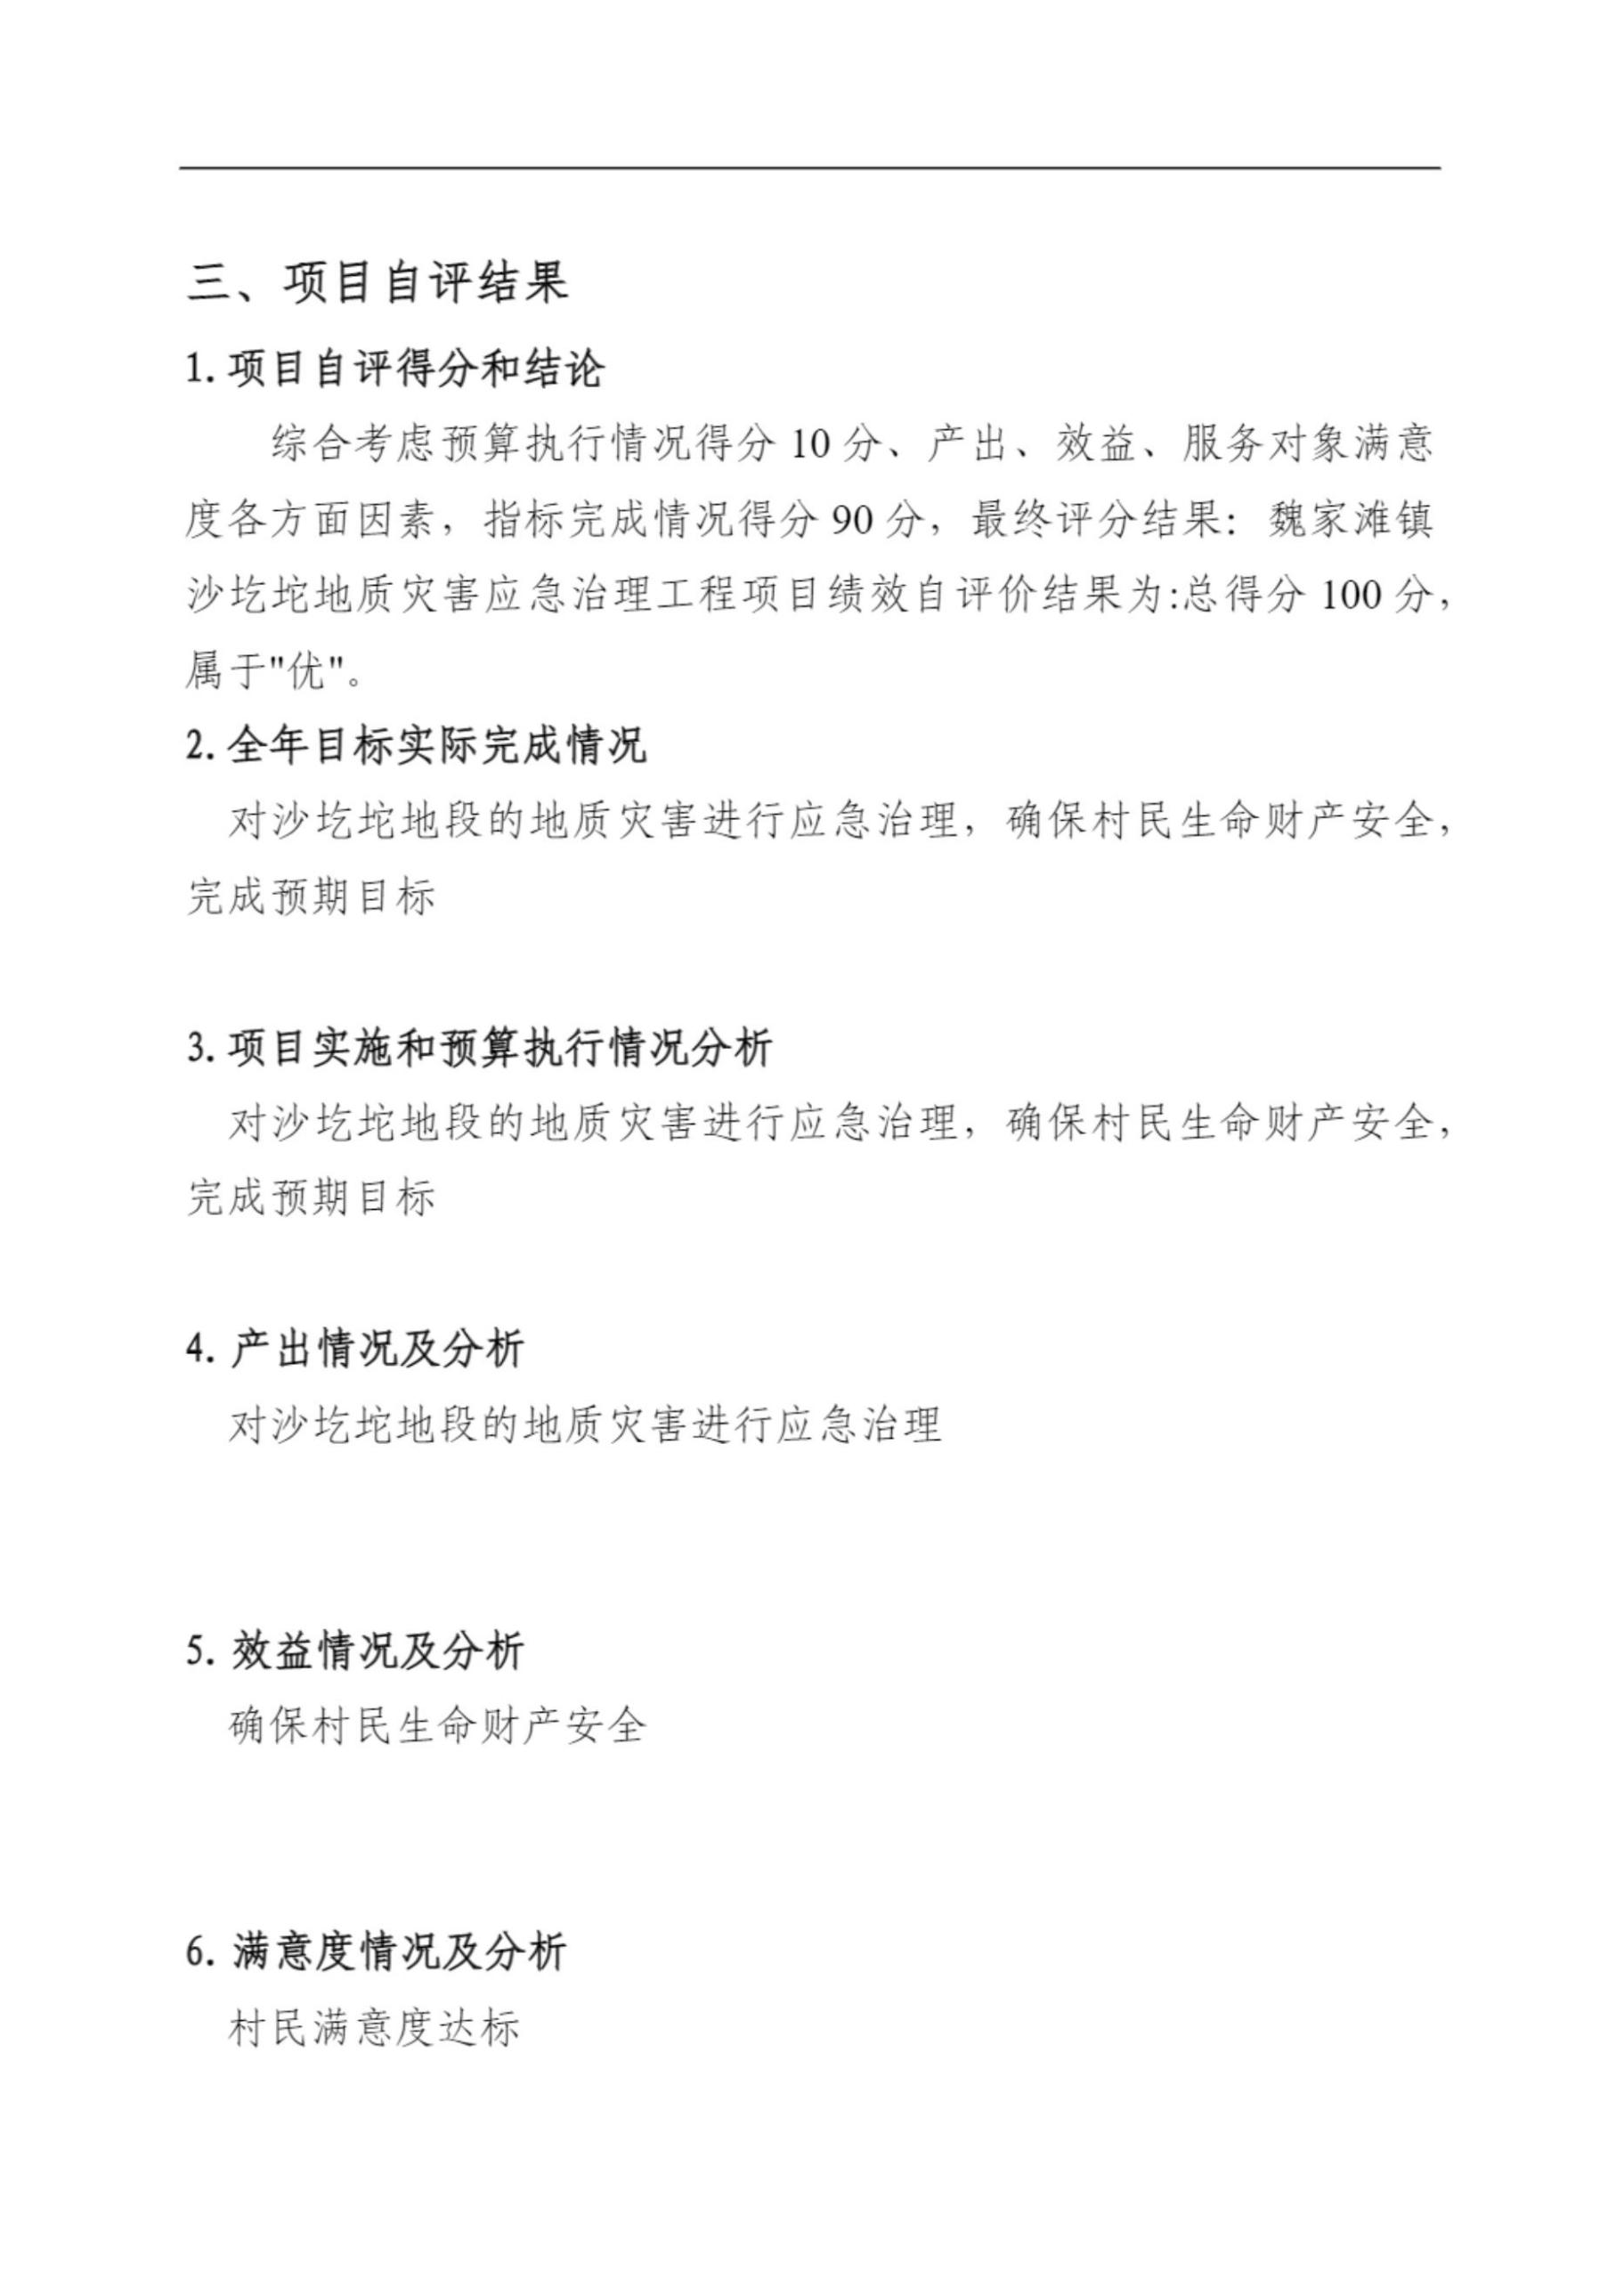 三、项目自评结果
1. 项目自评得分和结论
综合考虑预算执行情况得分 10 分、产出、效益、服务对象满意
度各方面因素，指标完成情况得分 90 分，最终评分结果：魏家滩镇
沙圪坨地质灾害应急治理工程项目绩效自评价结果为:总得分 100 分，
属于"优"。
2. 全年目标实际完成情况
对沙圪坨地段的地质灾害进行应急治理，确保村民生命财产安全，
完成预期目标
3. 项目实施和预算执行情况分析
对沙圪坨地段的地质灾害进行应急治理，确保村民生命财产安全，
完成预期目标
4. 产出情况及分析
对沙圪坨地段的地质灾害进行应急治理
5. 效益情况及分析
确保村民生命财产安全
6. 满意度情况及分析
村民满意度达标